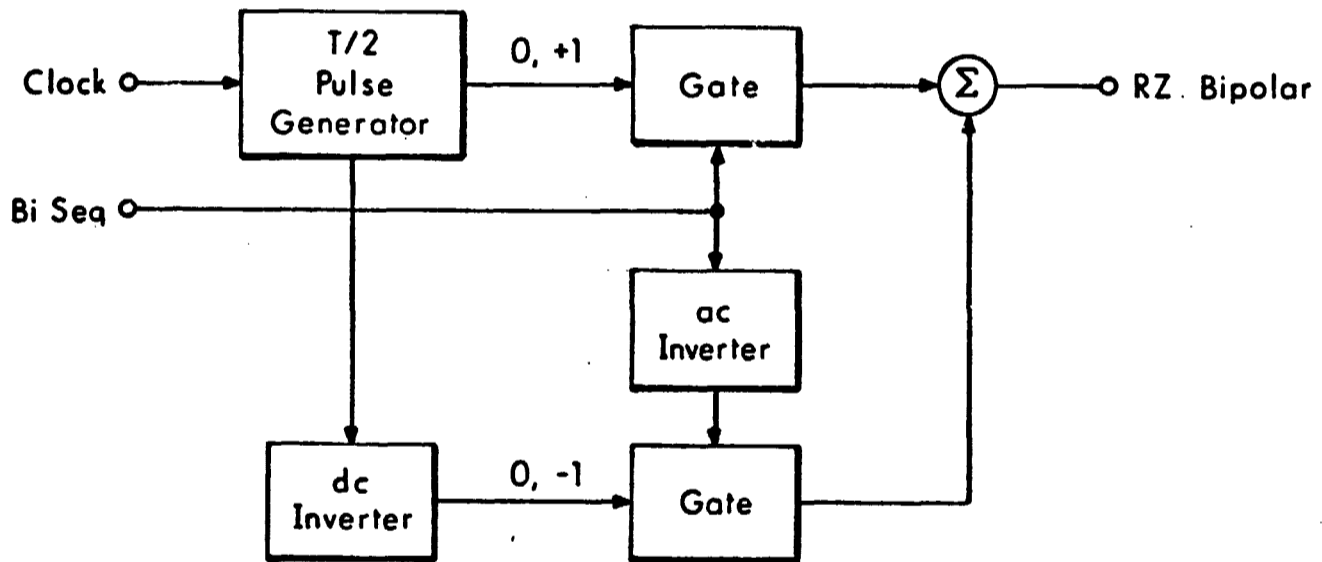 T/2
Pulse
Generator
Clock
0, +1
Gate
Σ
RZ. Bipolar
Bi Seq
ac
Inverter
dc
Inverter
0, -1
Gate